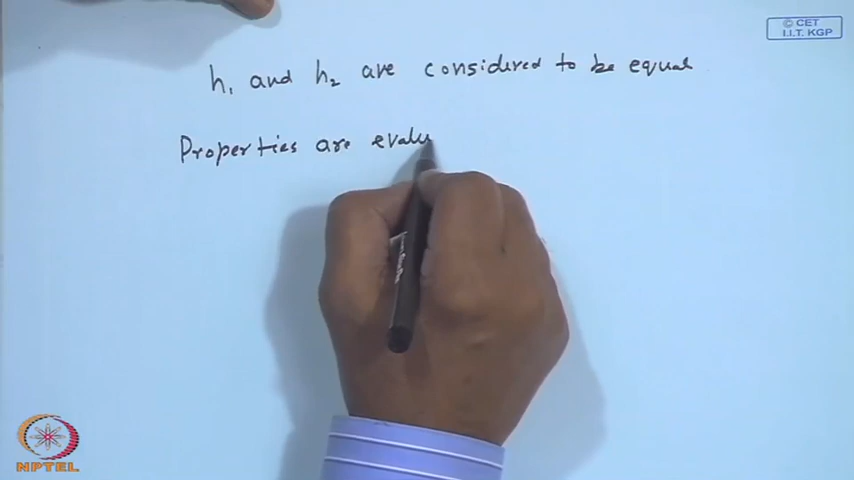 © CET
I.I.T. KGP
h₁ and h₂ are considered to be equal
Properties are evalu
NPTEL